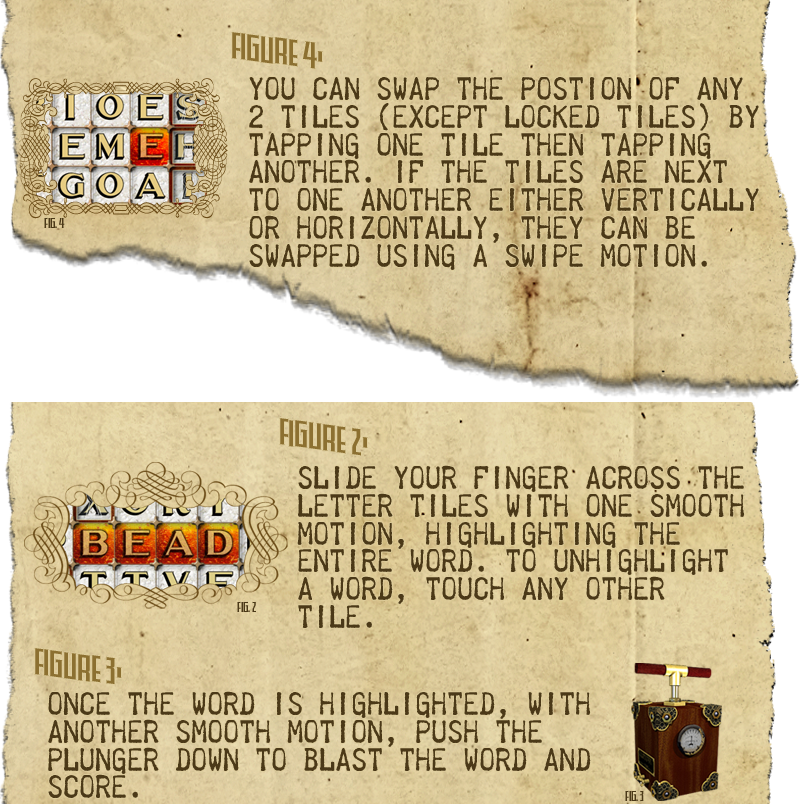 FIGURE 4:
YOU CAN SWAP THE POSTION OF ANY
2 TILES (EXCEPT LOCKED TILES) BY
TAPPING ONE TILE THEN TAPPING
ANOTHER. IF THE TILES ARE NEXT
TO ONE ANOTHER EITHER VERTICALLY
OR HORIZONTALLY, THEY CAN BE
SWAPPED USING A SWIPE MOTION.
IOES
EME
GOA
FIG. 4
FIGURE 2:
SLIDE YOUR FINGER ACROSS THE
LETTER TILES WITH ONE SMOOTH
MOTION, HIGHLIGHTING THE
ENTIRE WORD. TO UNHIGHLIGHT
A WORD, TOUCH ANY OTHER
TILE.
BEAD
FIG. 2
FIGURE 3:
ONCE THE WORD IS HIGHLIGHTED, WITH
ANOTHER SMOOTH MOTION, PUSH THE
PLUNGER DOWN TO BLAST THE WORD AND
SCORE.
FIG. 3